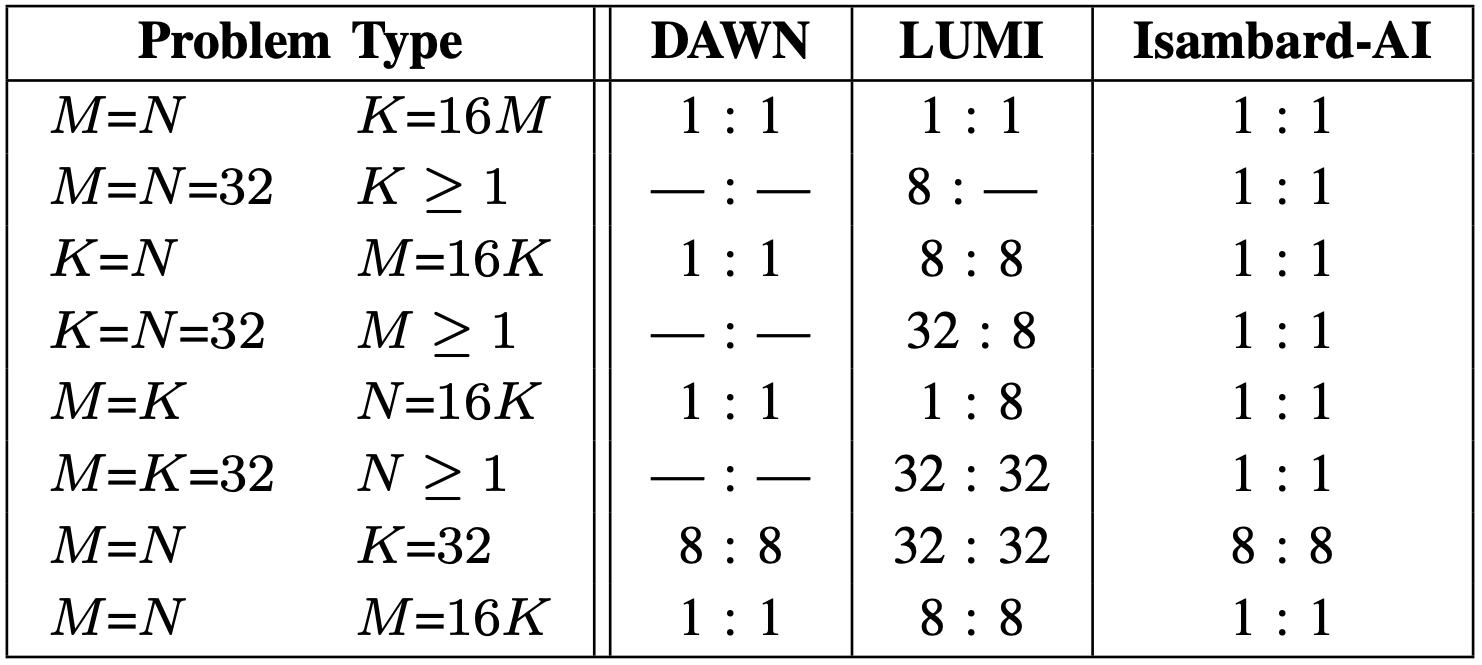 Problem Type DAWN LUMI Isambard-AI
M=N K=16M 1 : 1 1 : 1 1 : 1
M=N=32 K ≥ 1 — : — 8 : — 1 : 1
K=N M=16K 1 : 1 8 : 8 1 : 1
K=N=32 M ≥ 1 — : — 32 : 8 1 : 1
M=K N=16K 1 : 1 1 : 8 1 : 1
M=K=32 N ≥ 1 — : — 32 : 32 1 : 1
M=N K=32 8 : 8 32 : 32 8 : 8
M=N M=16K 1 : 1 8 : 8 1 : 1